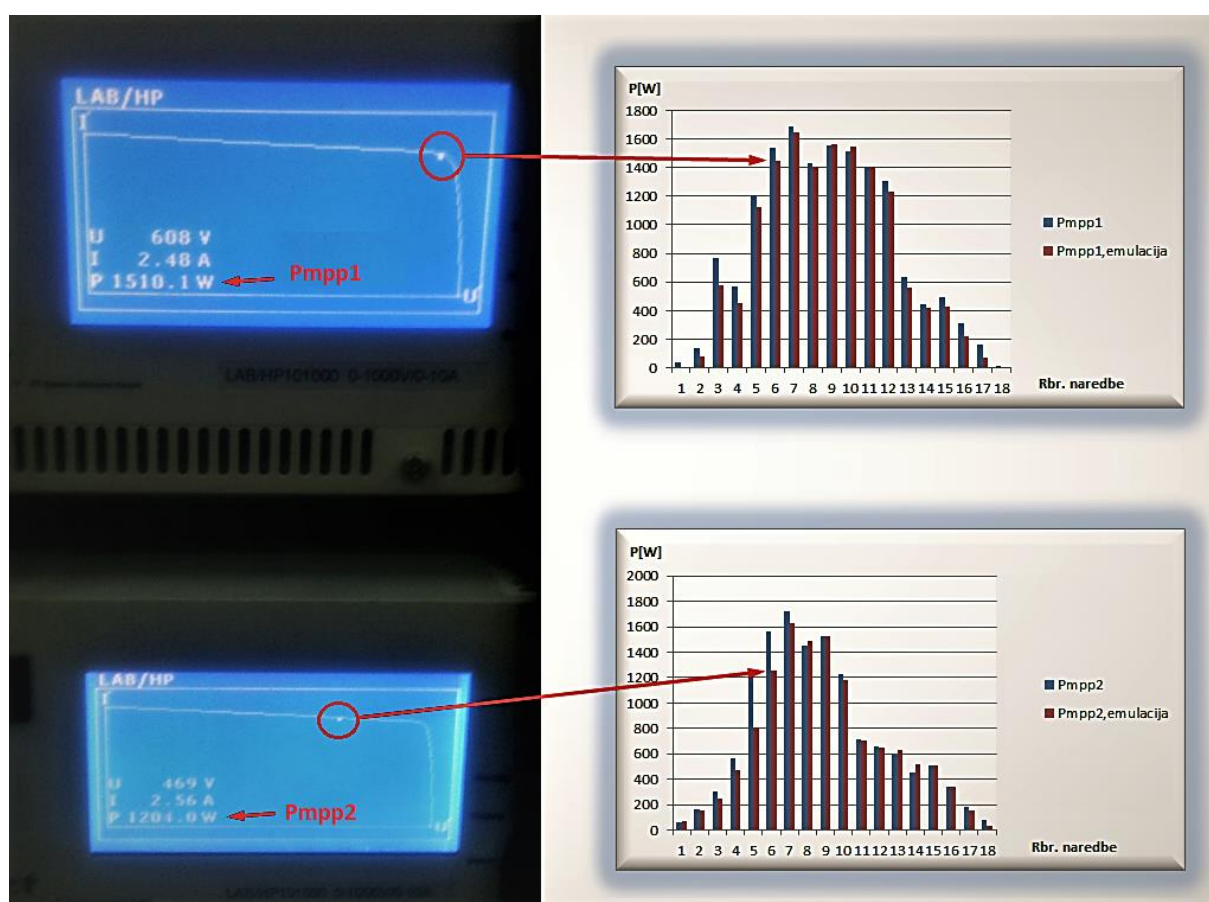 LAB/HP
I
U 608 V
I 2.48 A
P 1510.1 W
Pmpp1
U
LAB/HP101000 0-1000V/0-10A
P[W]
1800
1600
1400
1200
1000
800
600
400
200
0
1 2 3 4 5 6 7 8 9 10 11 12 13 14 15 16 17 18
Rbr. naredbe
Pmpp1
Pmpp1,emulacija
LAB/HP
I
U 469 V
I 2.56 A
P 1204.0 W
Pmpp2
U
P[W]
2000
1800
1600
1400
1200
1000
800
600
400
200
0
1 2 3 4 5 6 7 8 9 10 11 12 13 14 15 16 17 18
Rbr. naredbe
Pmpp2
Pmpp2,emulacija